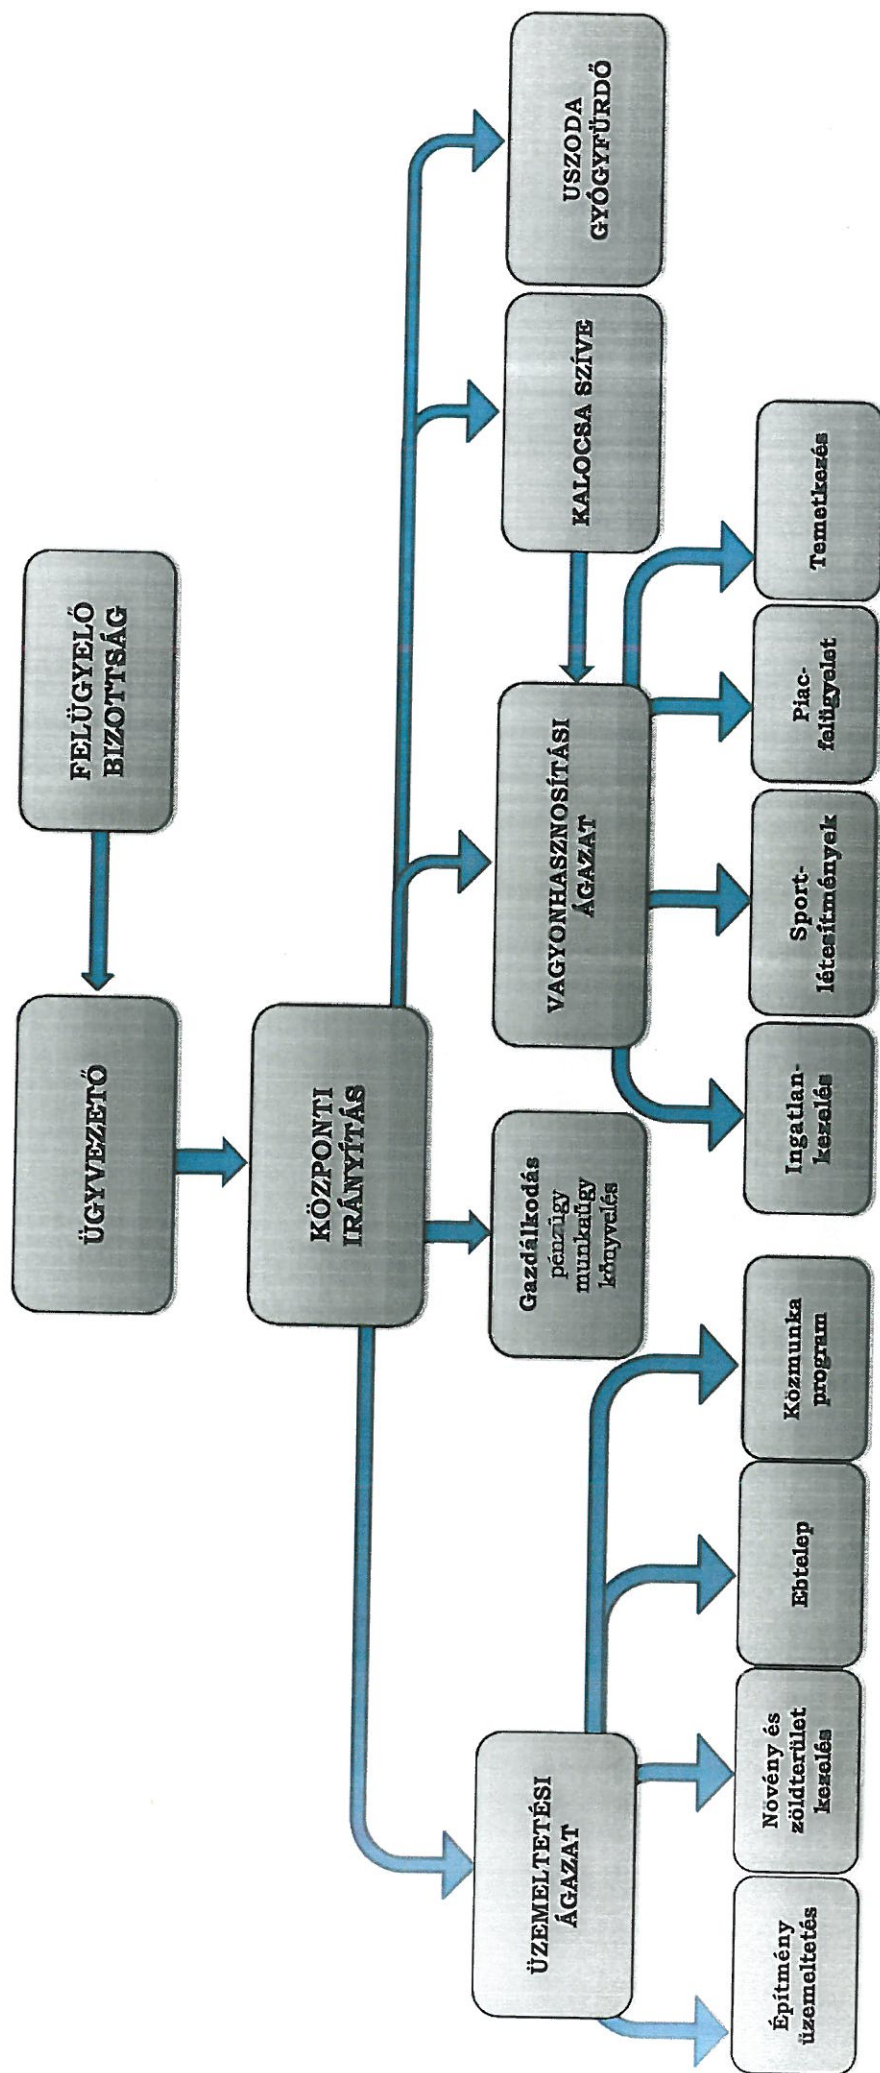 FELÜGYELŐ
BIZOTTSÁG
ÜGYVEZETŐ
KÖZPONTI
IRÁNYÍTÁS
ÜZEMELTETÉSI
ÁGAZAT
Gazdálkodás
pénzügy
munkaügy
könyvelés
VAGYONHASZNOSÍTÁSI
ÁGAZAT
KALOCSA SZÍVE
USZODA
GYÓGYFÜRDŐ
Építmény
üzemeltetés
Növény és
zöldterület
kezelés
Ebtelep
Közmunka
program
Ingatlan-
kezelés
Sport-
létesítmények
Piac-
felügyelet
Temetkezés